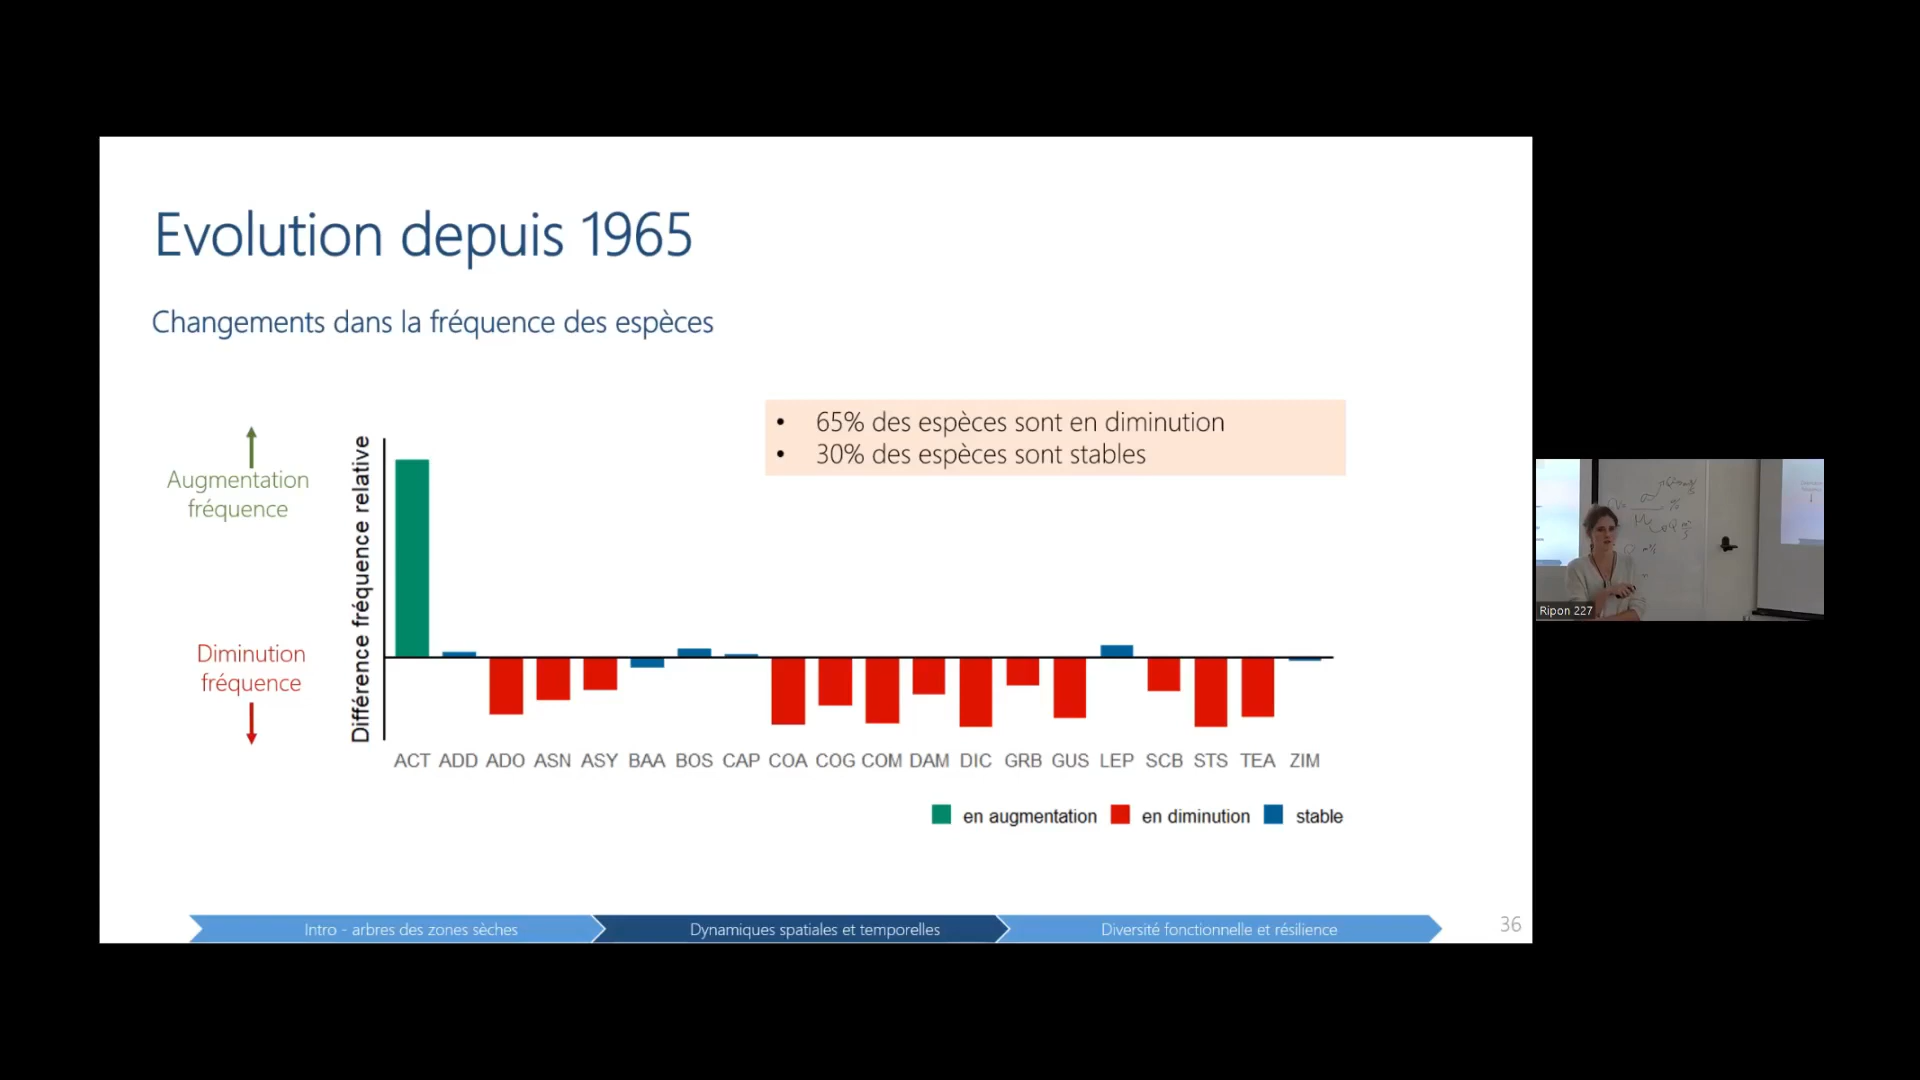 Evolution depuis 1965
Changements dans la fréquence des espèces
• 65% des espèces sont en diminution
• 30% des espèces sont stables
Augmentation
fréquence
Diminution
fréquence
Différence fréquence relative
ACT ADD ADO ASN ASY BAA BOS CAP COA COG COM DAM DIC GRB GUS LEP SCB STS TEA ZIM
en augmentation en diminution stable
Intro - arbres des zones sèches Dynamiques spatiales et temporelles Diversité fonctionnelle et résilience
36
Ripon 227